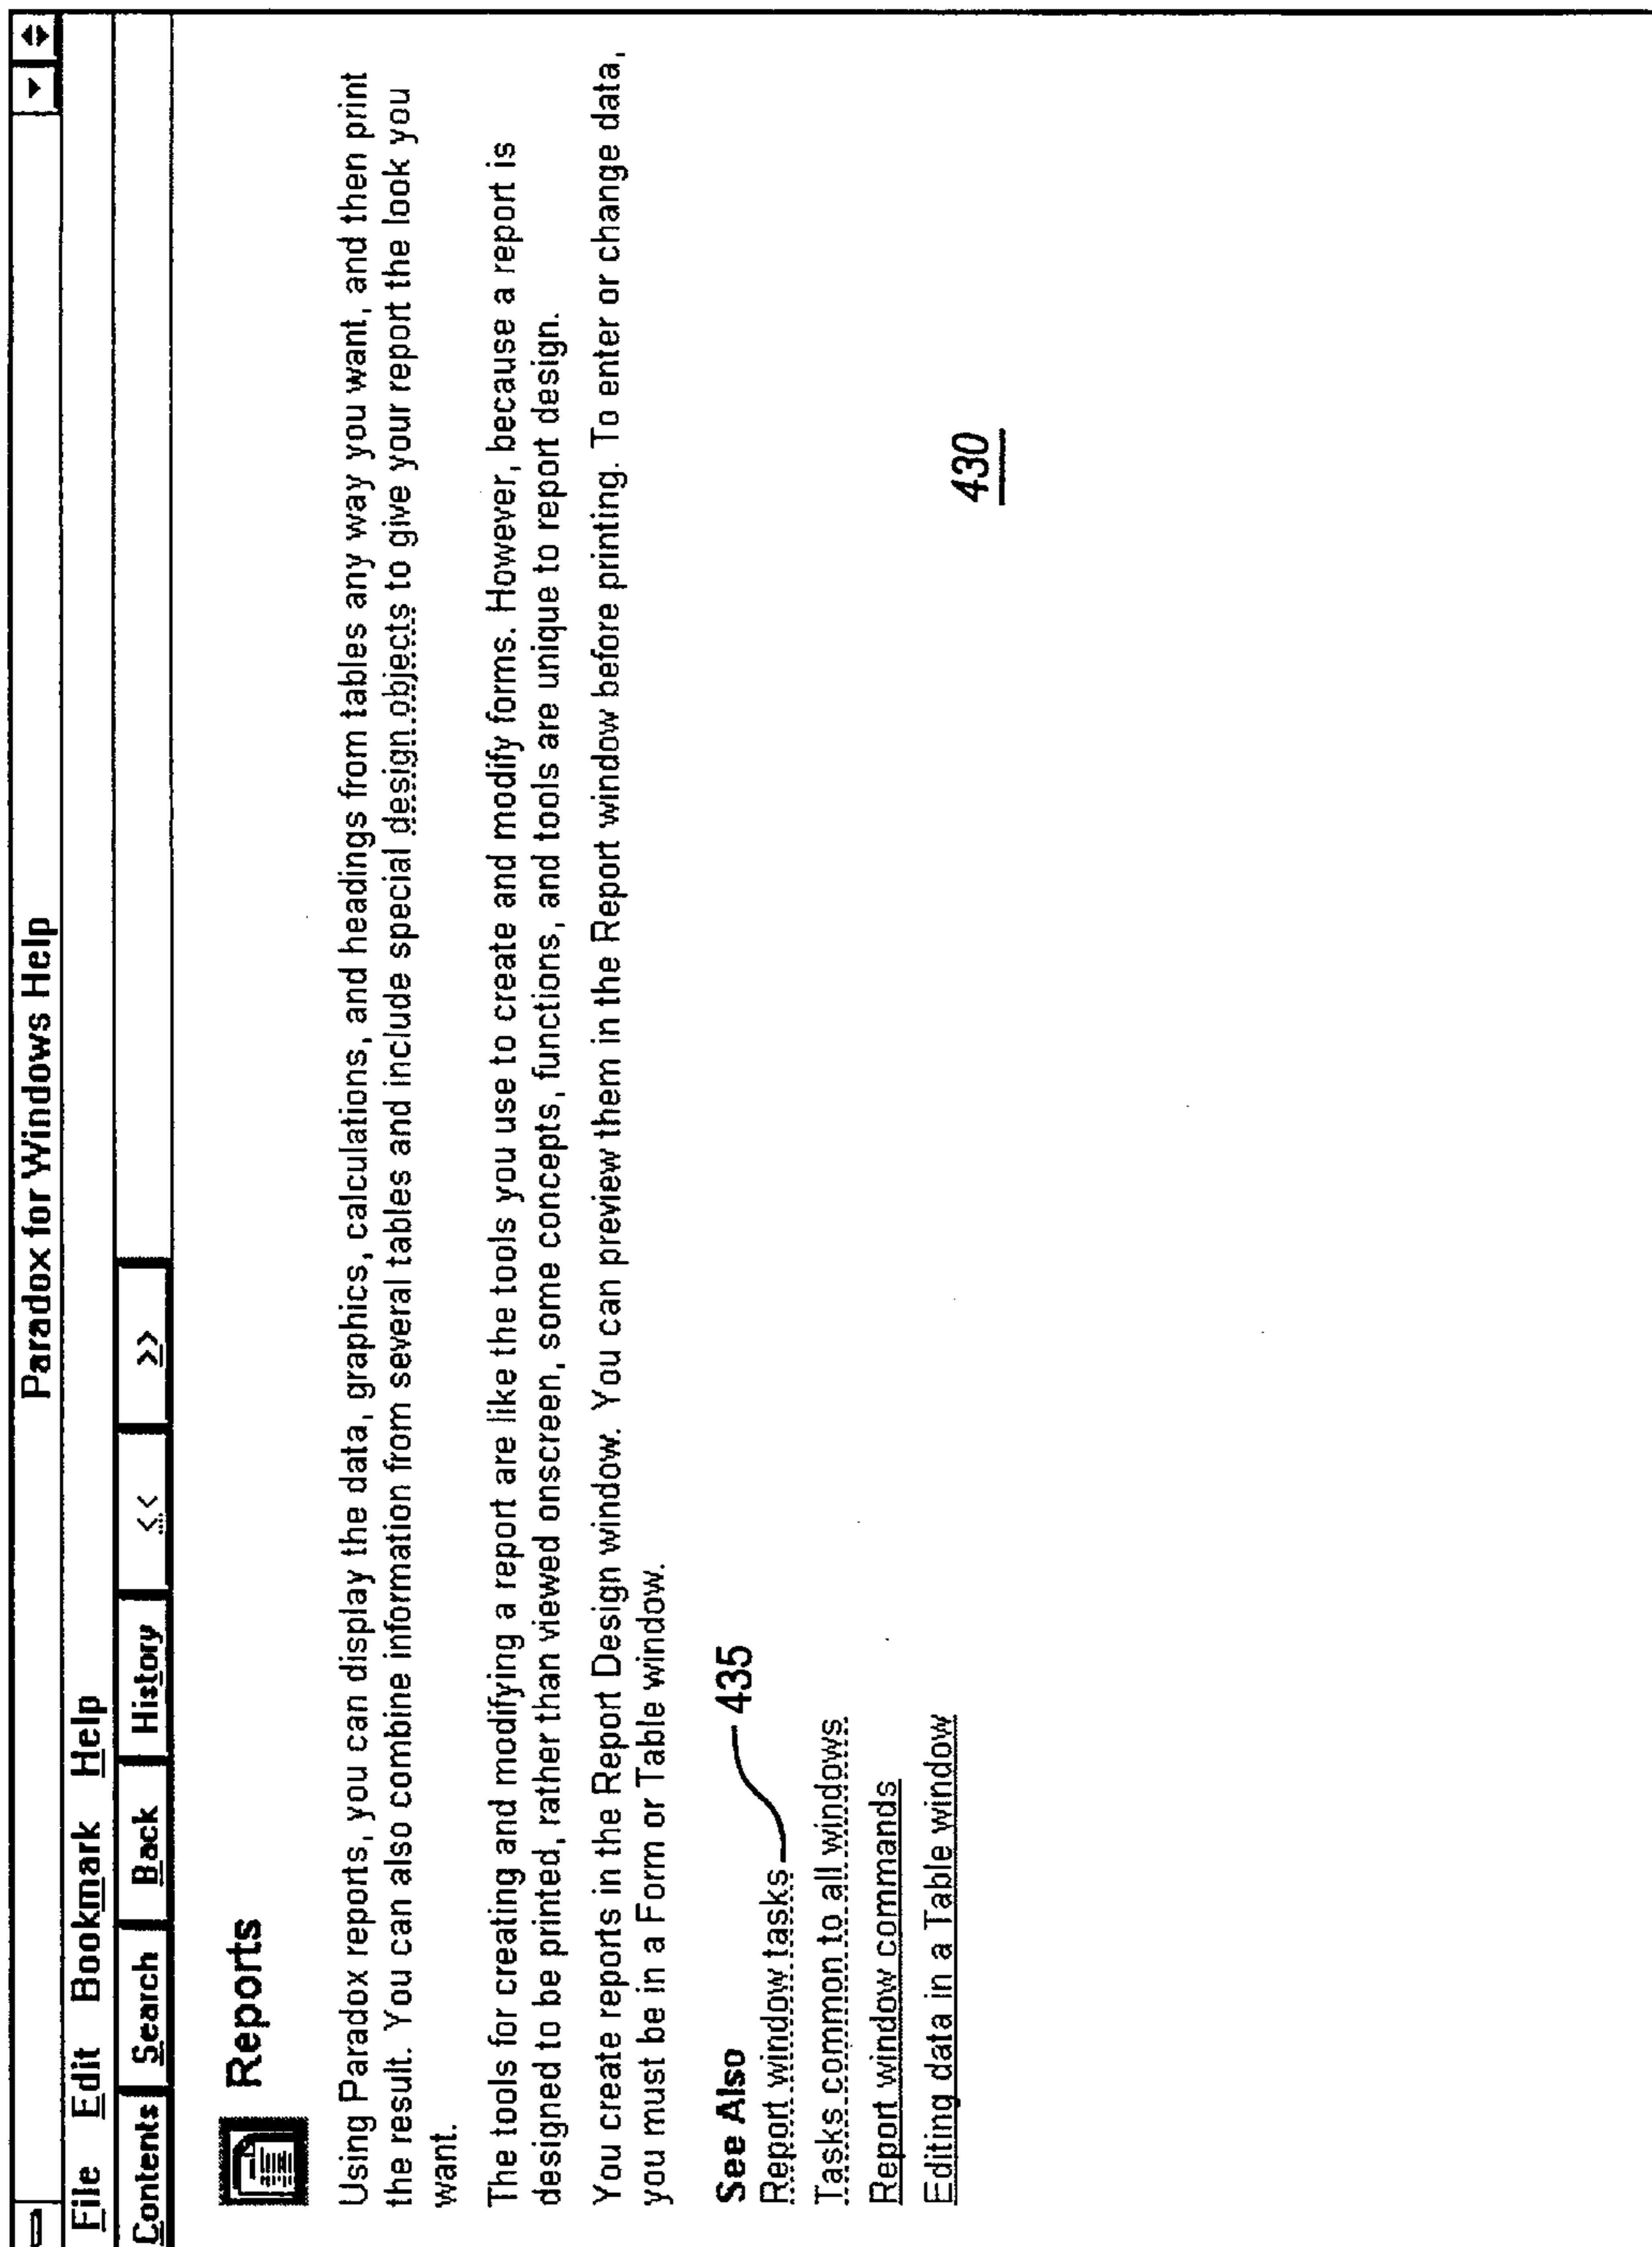 Paradox for Windows Help
File Edit Bookmark Help
Contents Search Back History << >>
Reports
Using Paradox reports, you can display the data, graphics, calculations, and headings from tables any way you want, and then print
the result. You can also combine information from several tables and include special design objects to give your report the look you
want.
The tools for creating and modifying a report are like the tools you use to create and modify forms. However, because a report is
designed to be printed, rather than viewed onscreen, some concepts, functions, and tools are unique to report design.
You create reports in the Report Design window. You can preview them in the Report window before printing. To enter or change data,
you must be in a Form or Table window.
See Also
Report window tasks 435
Tasks common to all windows
Report window commands
Editing data in a Table window
430